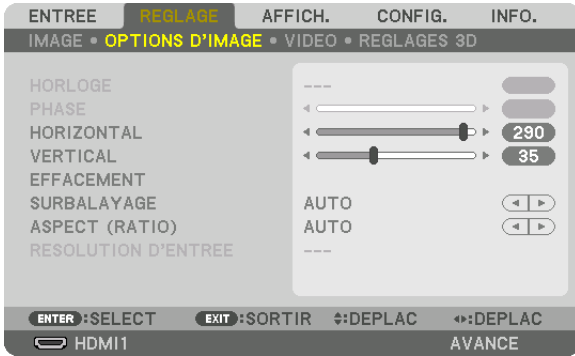 ENTREE REGLAGE AFFICH. CONFIG. INFO.
IMAGE • OPTIONS D'IMAGE • VIDEO • REGLAGES 3D
HORLOGE ---
PHASE
HORIZONTAL 290
VERTICAL 35
EFFACEMENT
SURBALAYAGE AUTO
ASPECT (RATIO) AUTO
RESOLUTION D'ENTREE ---
ENTER :SELECT EXIT :SORTIR :DEPLAC :DEPLAC
HDMI1 AVANCE